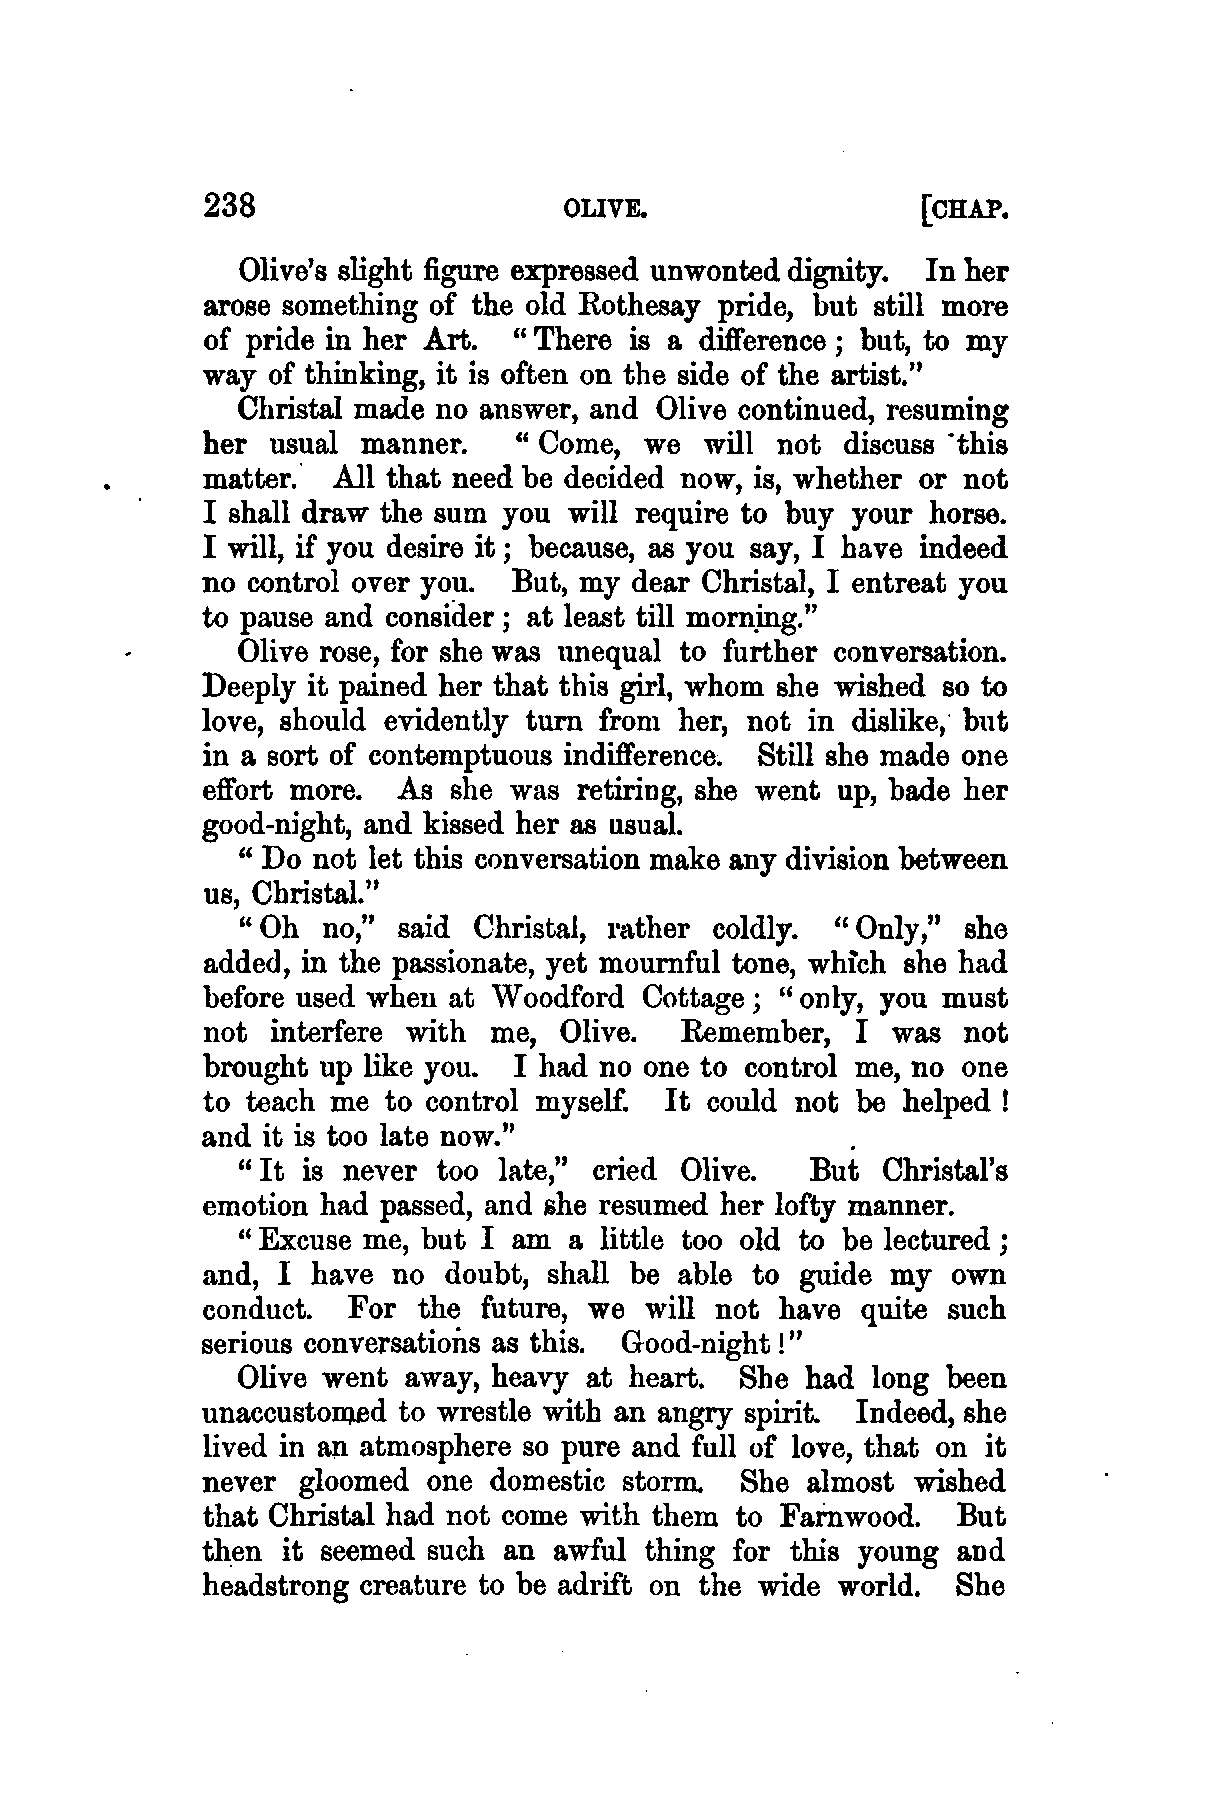 238 OLIVE. [CHAP.
Olive's slight figure expressed unwonted dignity. In her
arose something of the old Rothesay pride, but still more
of pride in her Art. "There is a difference; but, to my
way of thinking, it is often on the side of the artist."
Christal made no answer, and Olive continued, resuming
her usual manner. "Come, we will not discuss this
matter. All that need be decided now, is, whether or not
I shall draw the sum you will require to buy your horse.
I will, if you desire it; because, as you say, I have indeed
no control over you. But, my dear Christal, I entreat you
to pause and consider; at least till morning."
Olive rose, for she was unequal to further conversation.
Deeply it pained her that this girl, whom she wished so to
love, should evidently turn from her, not in dislike, but
in a sort of contemptuous indifference. Still she made one
effort more. As she was retiring, she went up, bade her
good-night, and kissed her as usual.
"Do not let this conversation make any division between
us, Christal."
"Oh no," said Christal, rather coldly. "Only," she
added, in the passionate, yet mournful tone, which she had
before used when at Woodford Cottage; "only, you must
not interfere with me, Olive. Remember, I was not
brought up like you. I had no one to control me, no one
to teach me to control myself. It could not be helped!
and it is too late now."
"It is never too late," cried Olive. But Christal's
emotion had passed, and she resumed her lofty manner.
"Excuse me, but I am a little too old to be lectured;
and, I have no doubt, shall be able to guide my own
conduct. For the future, we will not have quite such
serious conversations as this. Good-night!"
Olive went away, heavy at heart. She had long been
unaccustomed to wrestle with an angry spirit. Indeed, she
lived in an atmosphere so pure and full of love, that on it
never gloomed one domestic storm. She almost wished
that Christal had not come with them to Farnwood. But
then it seemed such an awful thing for this young and
headstrong creature to be adrift on the wide world. She